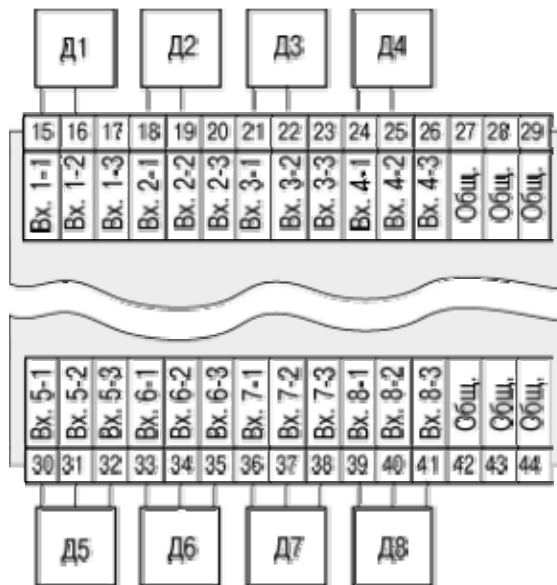 Д1 Д2 Д3 Д4
15 16 17 18 19 20 21 22 23 24 25 26 27 28 29
Вх. 1-1 Вх. 1-2 Вх. 1-3 Вх. 2-1 Вх. 2-2 Вх. 2-3 Вх. 3-1 Вх. 3-2 Вх. 3-3 Вх. 4-1 Вх. 4-2 Вх. 4-3 Общ. Общ. Общ.
Вх. 5-1 Вх. 5-2 Вх. 5-3 Вх. 6-1 Вх. 6-2 Вх. 6-3 Вх. 7-1 Вх. 7-2 Вх. 7-3 Вх. 8-1 Вх. 8-2 Вх. 8-3 Общ. Общ. Общ.
30 31 32 33 34 35 36 37 38 39 40 41 42 43 44
Д5 Д6 Д7 Д8